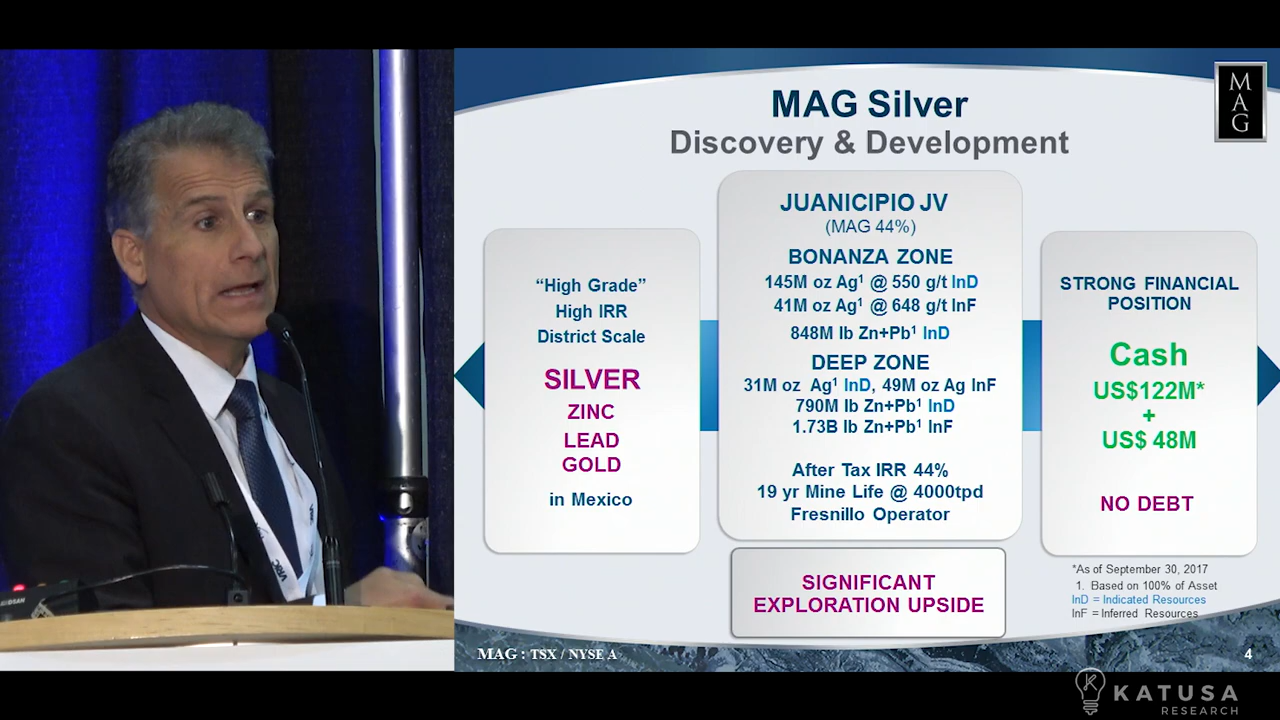 MAG Silver
Discovery & Development
M
A
G
"High Grade"
High IRR
District Scale
SILVER
ZINC
LEAD
GOLD
in Mexico
JUANICIPIO JV
(MAG 44%)
BONANZA ZONE
145M oz Ag¹ @ 550 g/t InD
41M oz Ag¹ @ 648 g/t InF
848M lb Zn+Pb¹ InD
DEEP ZONE
31M oz Ag¹ InD, 49M oz Ag InF
790M lb Zn+Pb¹ InD
1.73B lb Zn+Pb¹ InF
After Tax IRR 44%
19 yr Mine Life @ 4000tpd
Fresnillo Operator
SIGNIFICANT
EXPLORATION UPSIDE
STRONG FINANCIAL
POSITION
Cash
US$122M*
+
US$ 48M
NO DEBT
*As of September 30, 2017
1. Based on 100% of Asset
InD = Indicated Resources
InF = Inferred Resources
MAG : TSX / NYSE A
4
KATUSA
RESEARCH